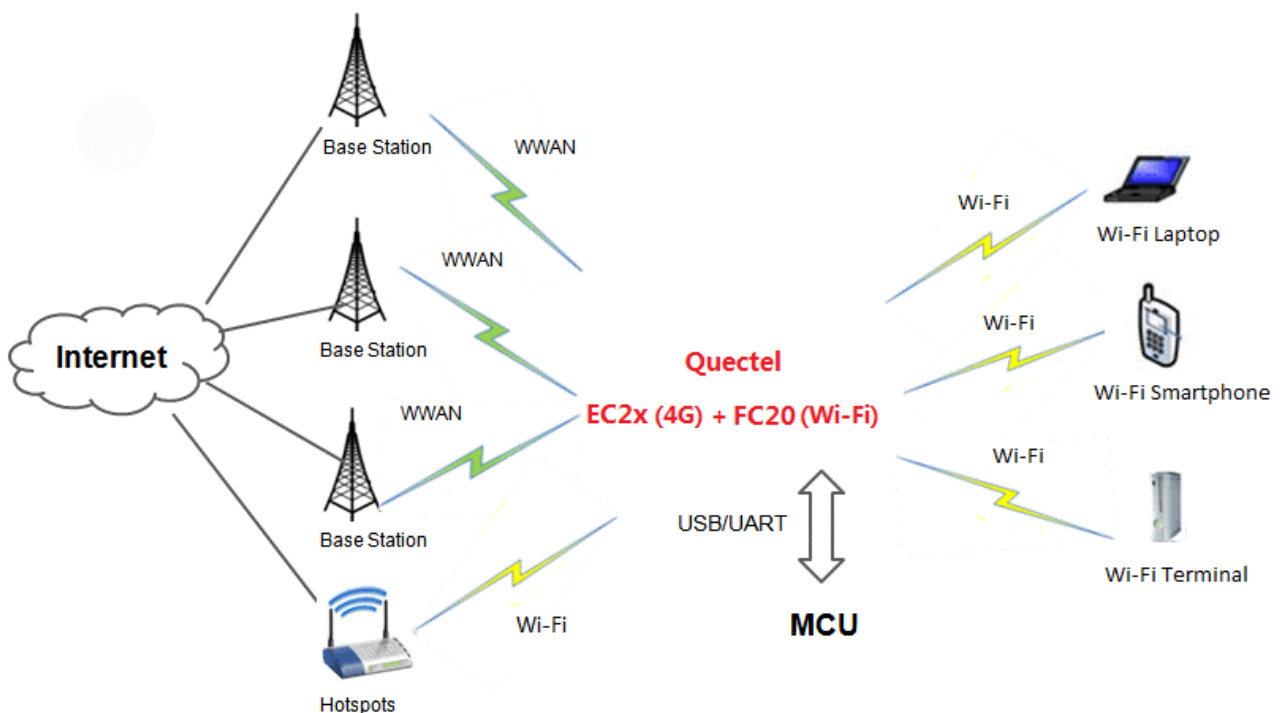 Base Station
WWAN
Wi-Fi
Wi-Fi Laptop
WWAN
Internet
Base Station
Wi-Fi
Quectel
EC2x (4G) + FC20 (Wi-Fi)
Wi-Fi Smartphone
WWAN
Wi-Fi
Base Station
USB/UART
Wi-Fi Terminal
Wi-Fi
MCU
Hotspots